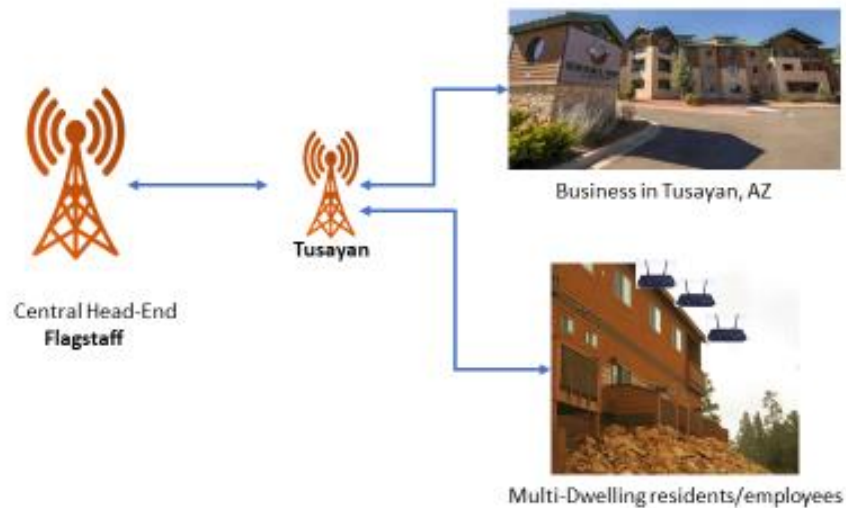 Business in Tusayan, AZ
Tusayan
Central Head-End
Flagstaff
Multi-Dwelling residents/employees